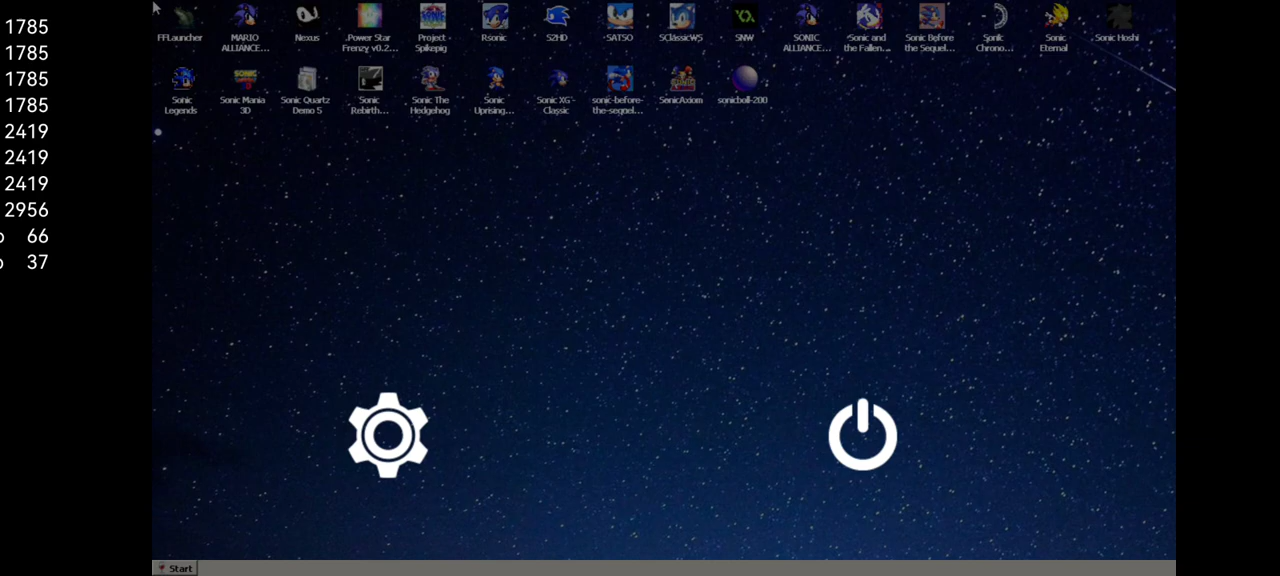 1785
1785
1785
1785
2419
2419
2419
2956
66
37
FFLauncher
MARIO
ALLIANCE...
Nexus
Power Star
Frenzy v0.2...
Project
Spikepig
Rsonic
S2HD
SATSO
SClassicWS
SNW
SONIC
ALLIANCE...
Sonic and
the Fallen...
Sonic Before
the Sequel...
Sonic
Chrono...
Sonic
Eternal
Sonic Hoshi
Sonic
Legends
Sonic Mania
3D
Sonic Quartz
Demo 5
Sonic
Rebirth...
Sonic The
Hedgehog
Sonic
Uprising...
Sonic XG -
Classic
sonic-before-
the-sequel...
SonicAxiom
sonicball-200
Start